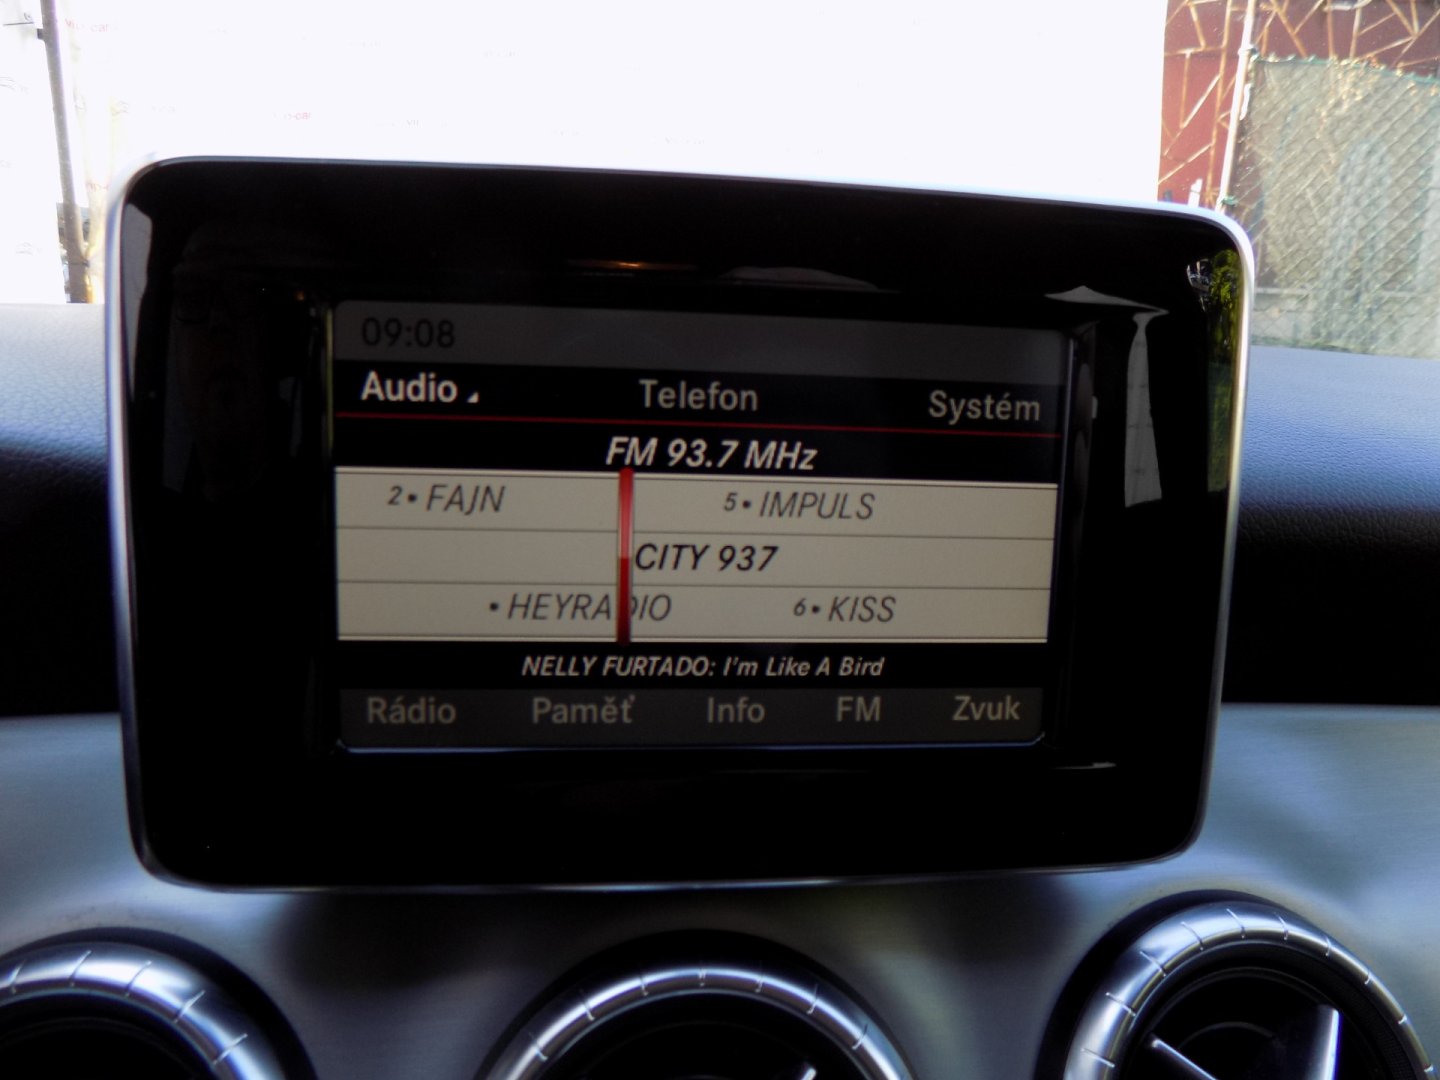 09:08
Audio Telefon Systém
FM 93.7 MHz
2• FAJN 5• IMPULS
CITY 937
• HEYRADIO 6• KISS
NELLY FURTADO: I'm Like A Bird
Rádio Paměť Info FM Zvuk